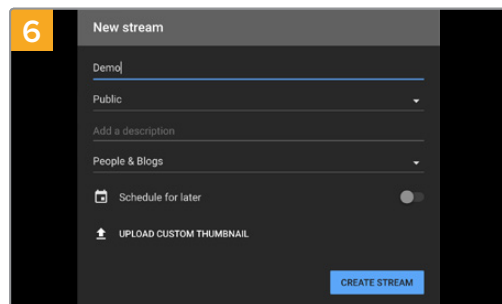 6
New stream
Demo
Public
Add a description
People & Blogs
Schedule for later
UPLOAD CUSTOM THUMBNAIL
CREATE STREAM